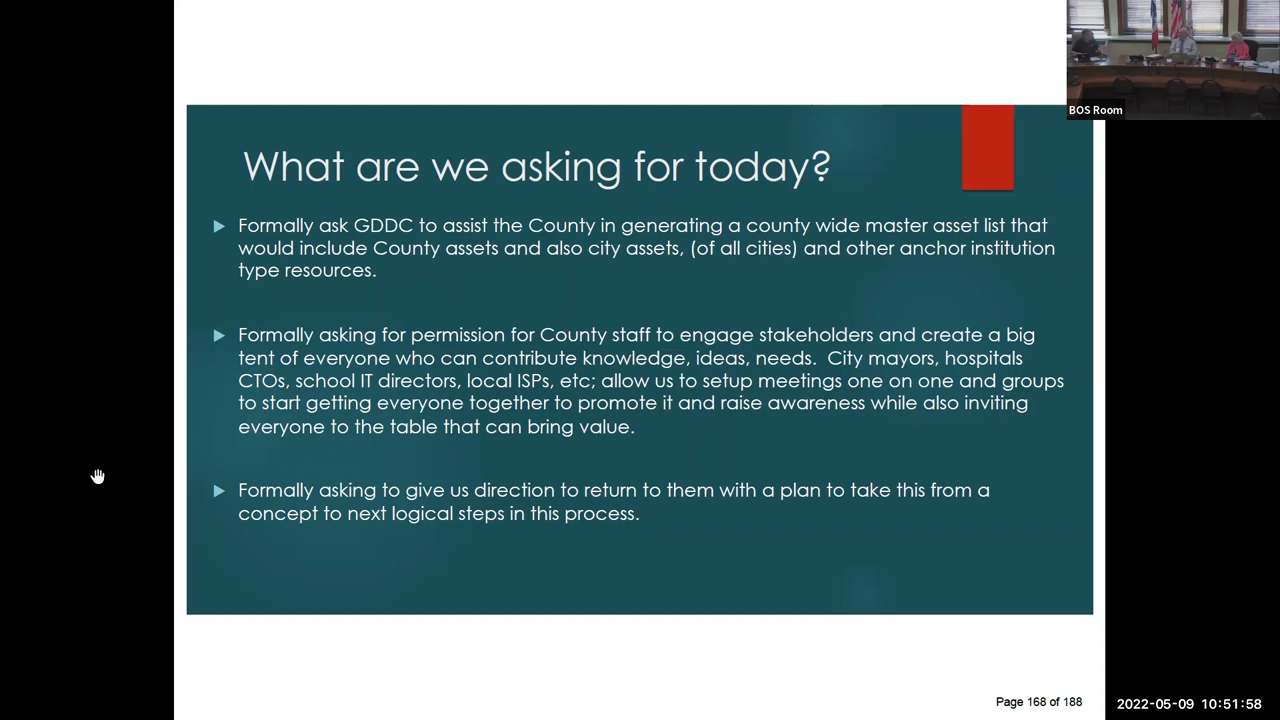 BOS Room
What are we asking for today?
Formally ask GDDC to assist the County in generating a county wide master asset list that
would include County assets and also city assets, (of all cities) and other anchor institution
type resources.
Formally asking for permission for County staff to engage stakeholders and create a big
tent of everyone who can contribute knowledge, ideas, needs.  City mayors, hospitals
CTOs, school IT directors, local ISPs, etc; allow us to setup meetings one on one and groups
to start getting everyone together to promote it and raise awareness while also inviting
everyone to the table that can bring value.
Formally asking to give us direction to return to them with a plan to take this from a
concept to next logical steps in this process.
Page 168 of 188
2022-05-09 10:51:58